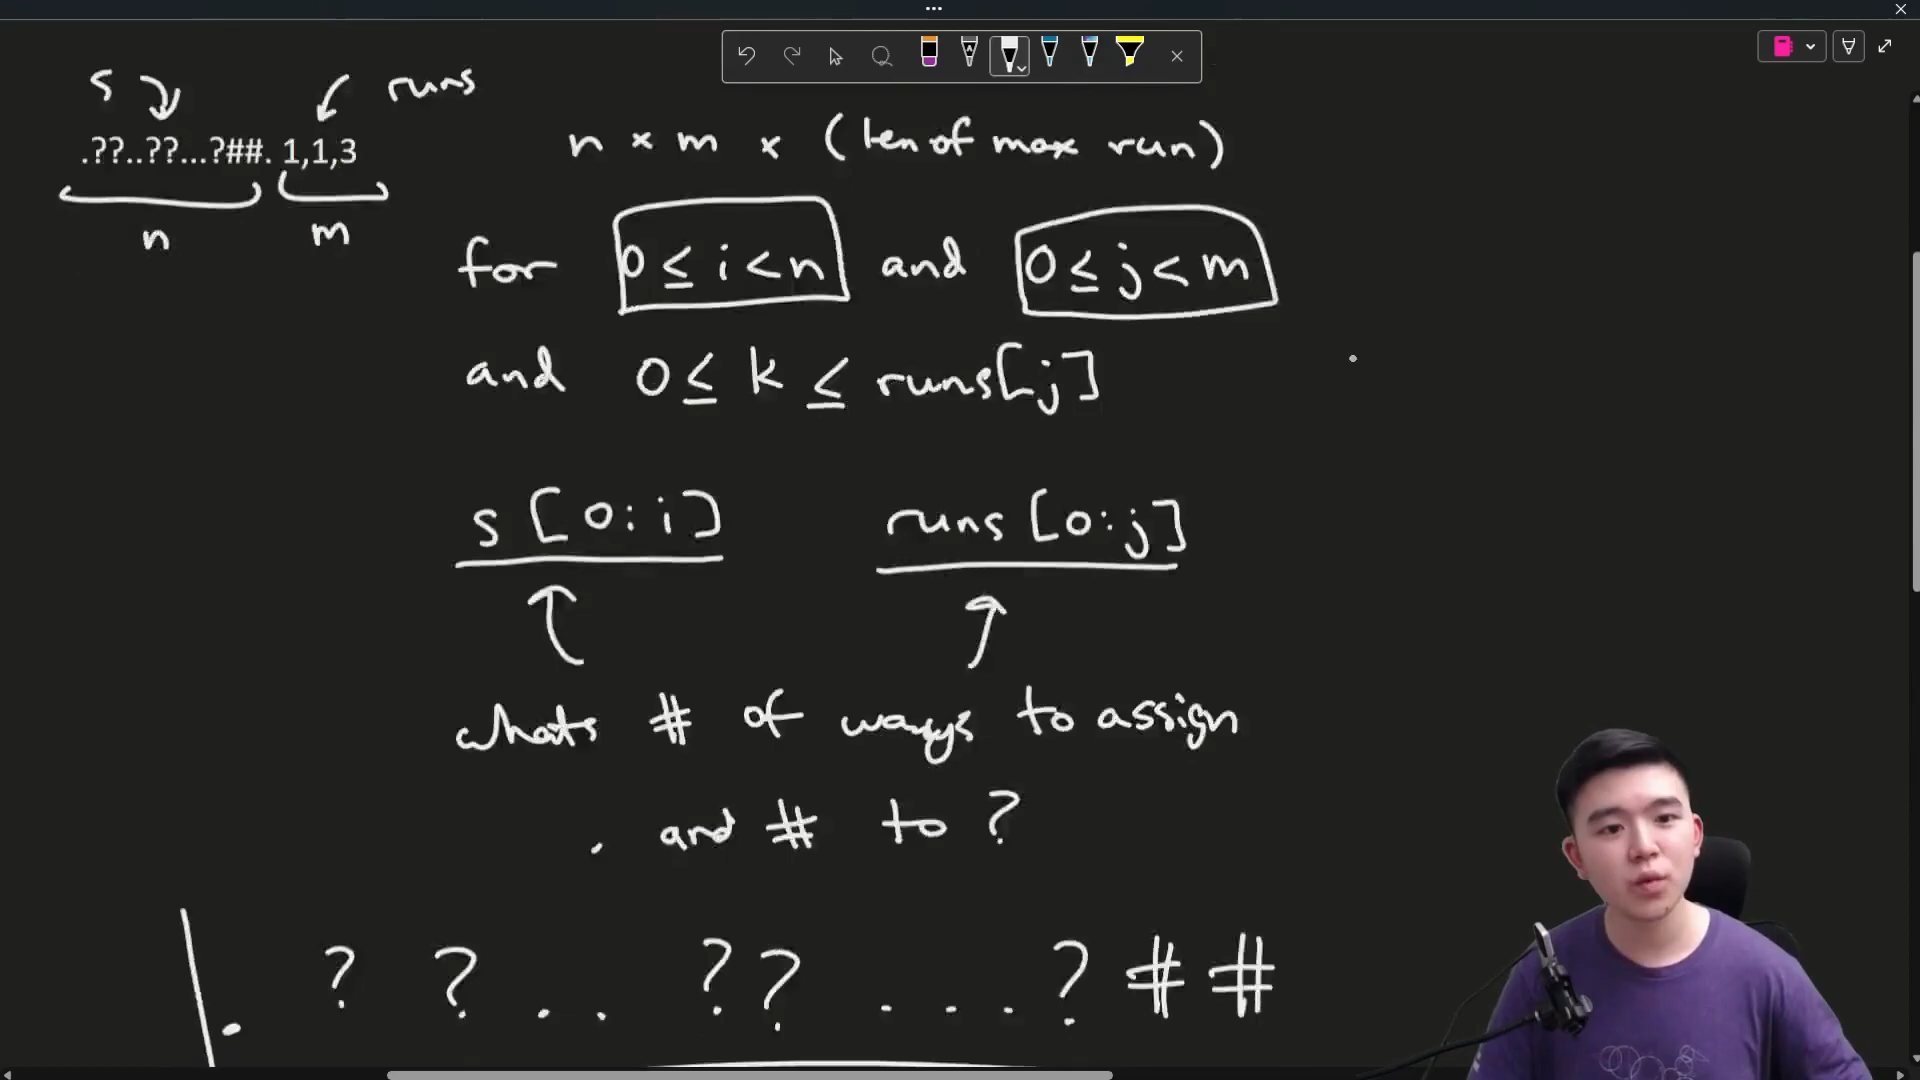 s runs
.??..??...?##. 1,1,3
n m
n × m × (len of max run)
for 0 ≤ i < n and 0 ≤ j < m
and 0 ≤ k ≤ runs[j]
s[0:i] runs[0:j]
whats # of ways to assign
. and # to ?
. ? ? . . ? ? . . . ? # #